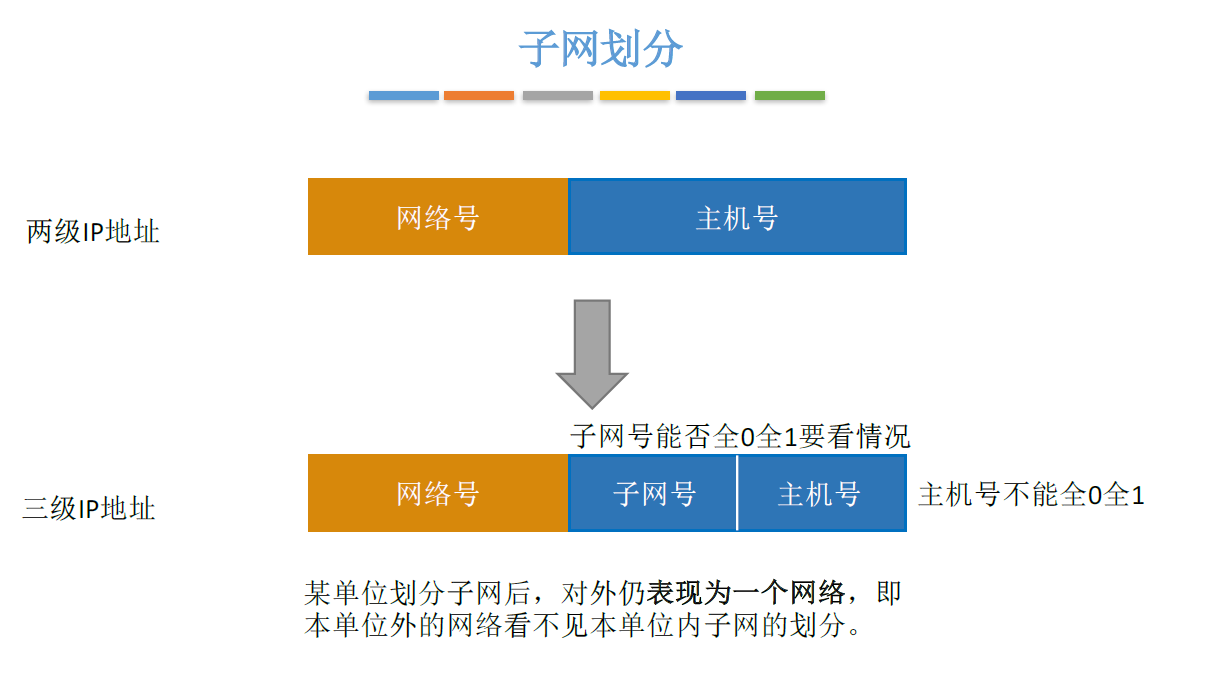 子网划分
两级IP地址
网络号
主机号
子网号能否全0全1要看情况
三级IP地址
网络号
子网号
主机号
主机号不能全0全1
某单位划分子网后，对外仍表现为一个网络，即
本单位外的网络看不见本单位内子网的划分。